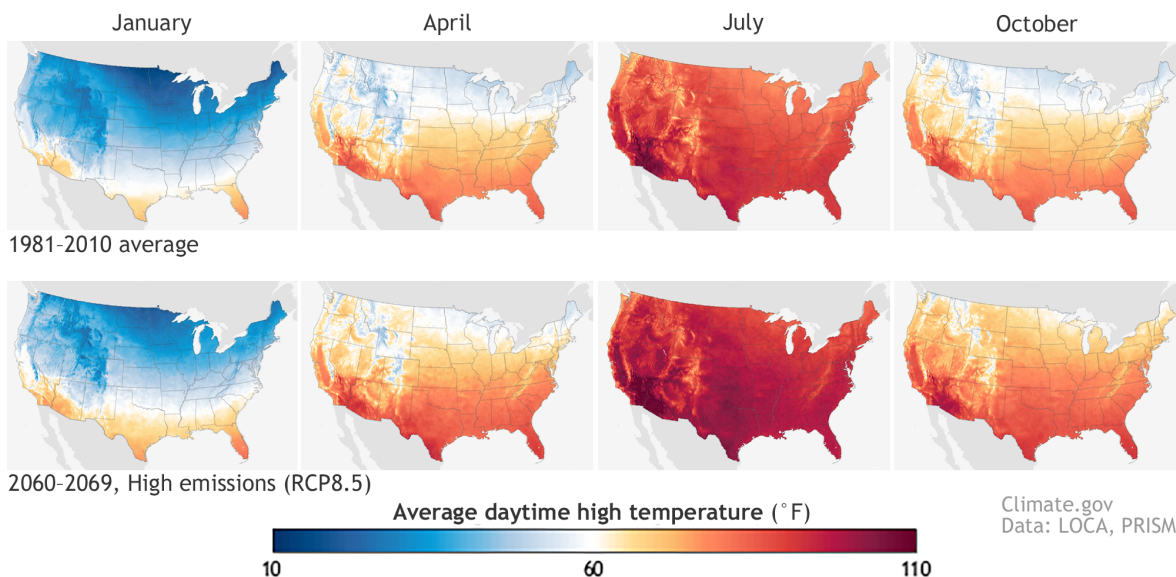 January April July October
1981–2010 average
2060–2069, High emissions (RCP8.5)
Average daytime high temperature (°F)
10 60 110
Climate.gov
Data: LOCA, PRISM